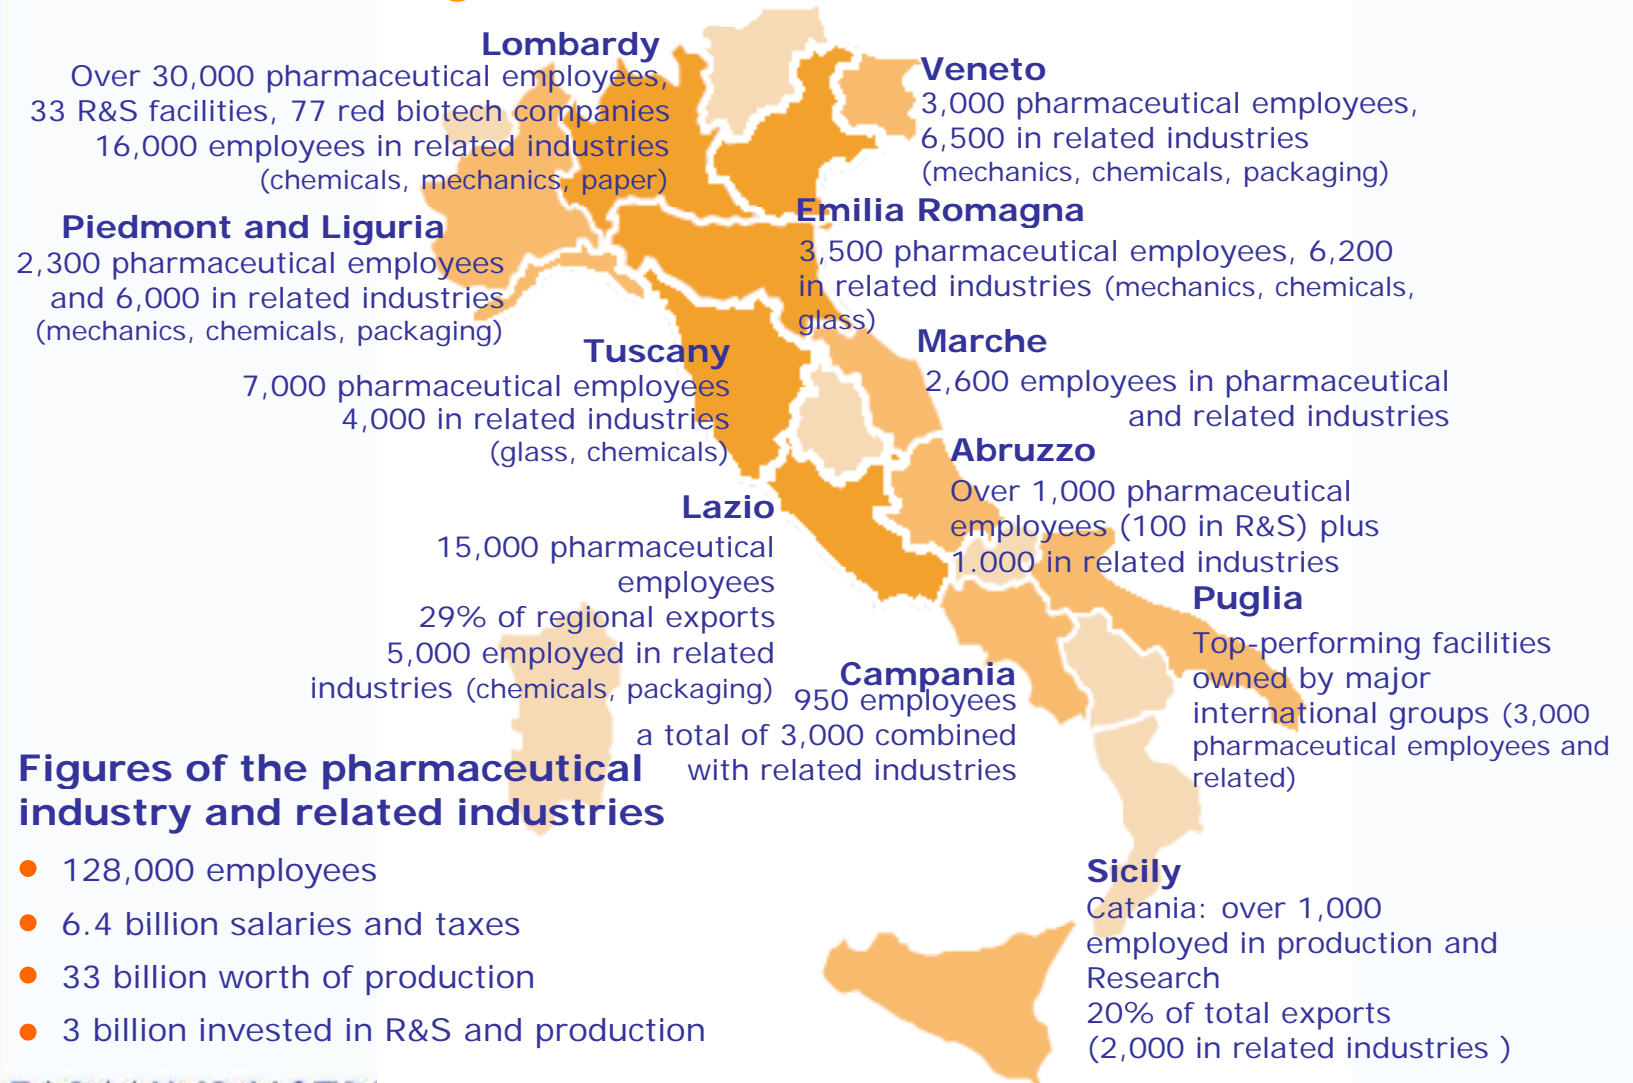 Lombardy
Over 30,000 pharmaceutical employees,
33 R&S facilities, 77 red biotech companies
16,000 employees in related industries
(chemicals, mechanics, paper)
Veneto
3,000 pharmaceutical employees,
6,500 in related industries
(mechanics, chemicals, packaging)
Piedmont and Liguria
2,300 pharmaceutical employees
and 6,000 in related industries
(mechanics, chemicals, packaging)
Emilia Romagna
3,500 pharmaceutical employees, 6,200
in related industries (mechanics, chemicals,
glass)
Tuscany
7,000 pharmaceutical employees
4,000 in related industries
(glass, chemicals)
Marche
2,600 employees in pharmaceutical
and related industries
Abruzzo
Over 1,000 pharmaceutical
employees (100 in R&S) plus
1.000 in related industries
Lazio
15,000 pharmaceutical
employees
29% of regional exports
5,000 employed in related
industries (chemicals, packaging)
Puglia
Top-performing facilities
owned by major
international groups (3,000
pharmaceutical employees and
related)
Campania
950 employees
a total of 3,000 combined
with related industries
Figures of the pharmaceutical
industry and related industries
128,000 employees
6.4 billion salaries and taxes
33 billion worth of production
3 billion invested in R&S and production
Sicily
Catania: over 1,000
employed in production and
Research
20% of total exports
(2,000 in related industries )